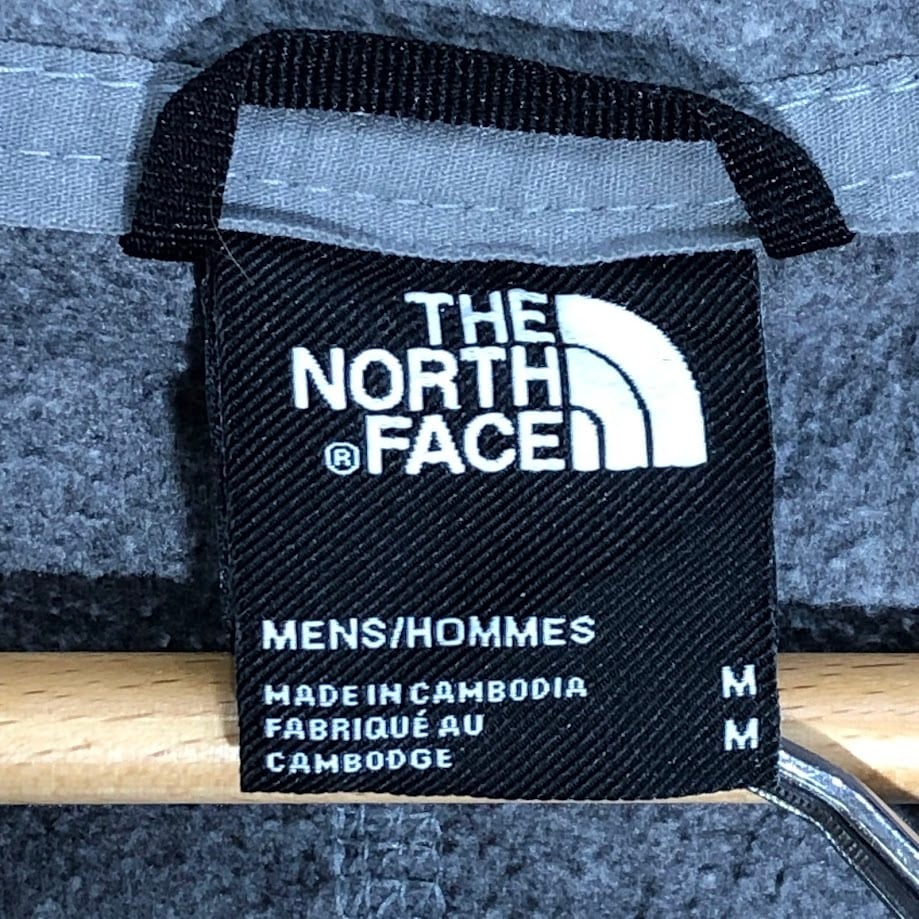 THE
NORTH
®FACE
MENS/HOMMES
MADE IN CAMBODIA M
FABRIQUÉ AU M
CAMBODGE